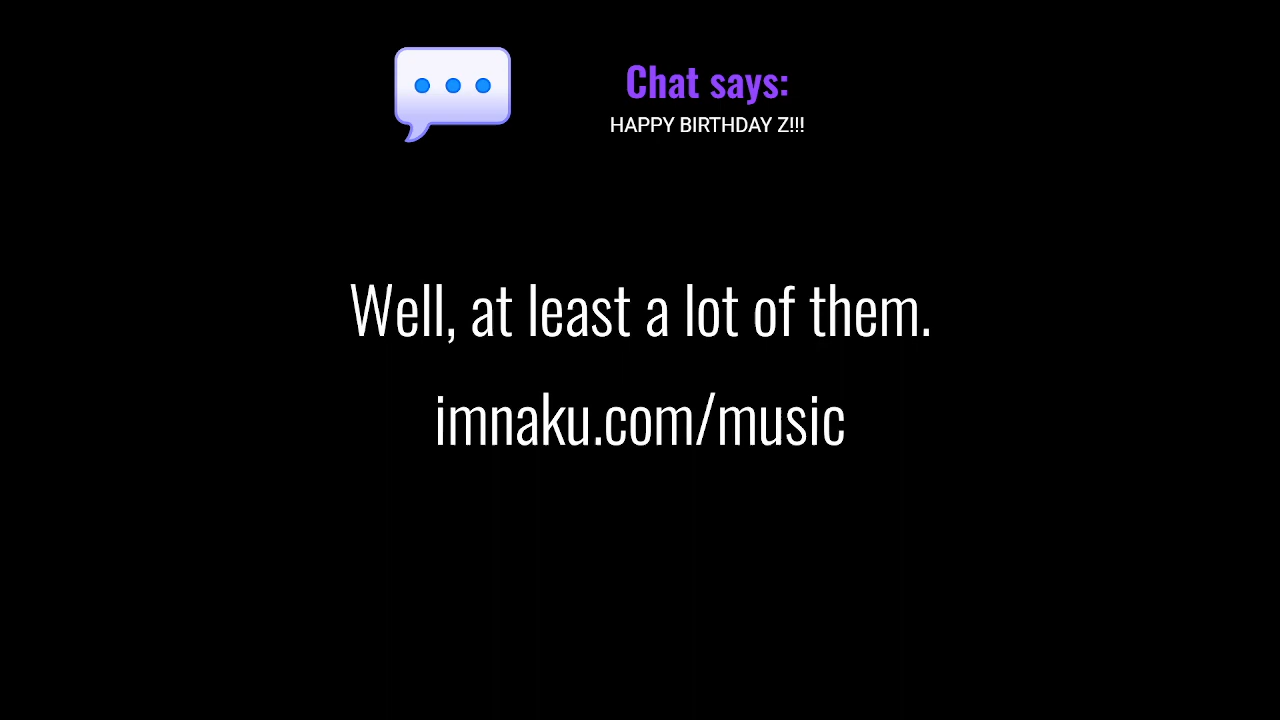 Chat says:
HAPPY BIRTHDAY Z!!!
Well, at least a lot of them.
imnaku.com/music